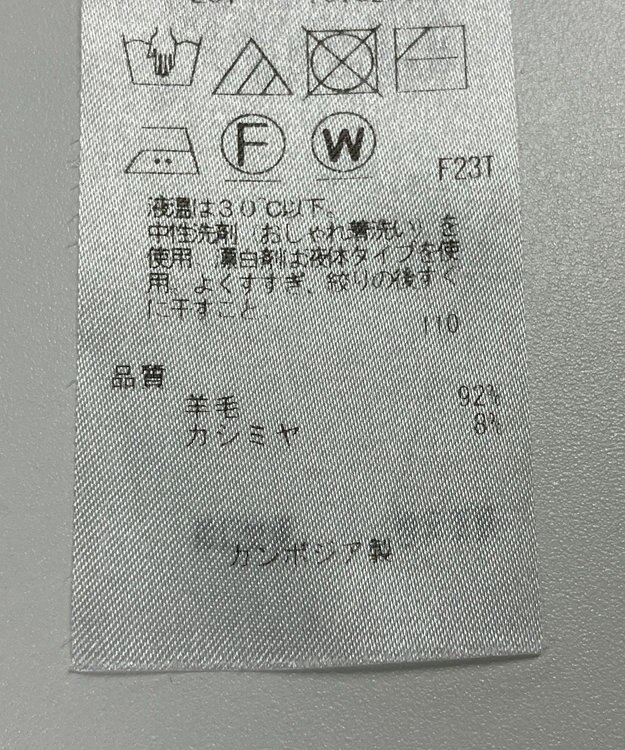 F W
F23T
液温は30℃以下。
中性洗剤(おしゃれ着洗い)を
使用、漂白剤は液体タイプを使
用、よくすすぎ、絞りの後すぐ
に干すこと。
110
品質
羊毛 92%
カシミヤ 8%
カンボジア製